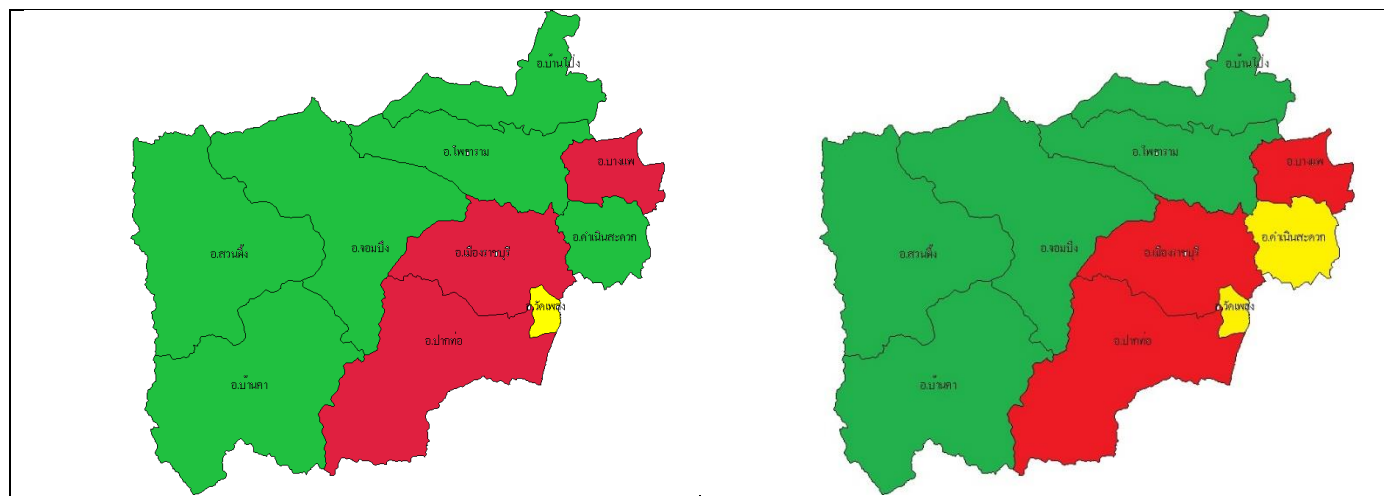 อ.บ้านโป่ง
อ.โพธาราม
อ.บางแพ
อ.ดำเนินสะดวก
อ.เมืองราชบุรี
อ.จอมบึง
อ.สวนผึ้ง
อ.วัดเพลง
อ.ปากท่อ
อ.บ้านคา
อ.บ้านโป่ง
อ.โพธาราม
อ.บางแพ
อ.ดำเนินสะดวก
อ.เมืองราชบุรี
อ.จอมบึง
อ.สวนผึ้ง
อ.วัดเพลง
อ.ปากท่อ
อ.บ้านคา